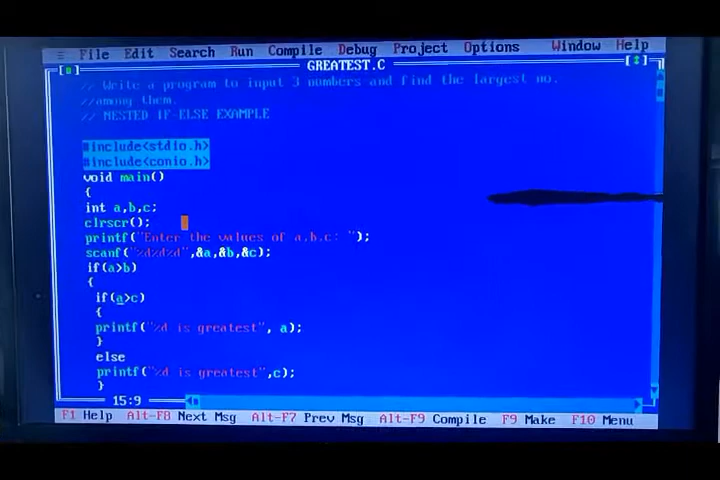 ≡ File Edit Search Run Compile Debug Project Options Window Help
GREATEST.C
// Write a program to input 3 numbers and find the largest no.
//among them.
// NESTED IF-ELSE EXAMPLE
#include<stdio.h>
#include<conio.h>
void main()
{
int a,b,c;
clrscr();
printf("Enter the values of a,b,c: ");
scanf("%d%d%d",&a,&b,&c);
if(a>b)
{
if(a>c)
{
printf("%d is greatest", a);
}
else
printf("%d is greatest",c);
}
15:9
F1 Help Alt-F8 Next Msg Alt-F7 Prev Msg Alt-F9 Compile F9 Make F10 Menu